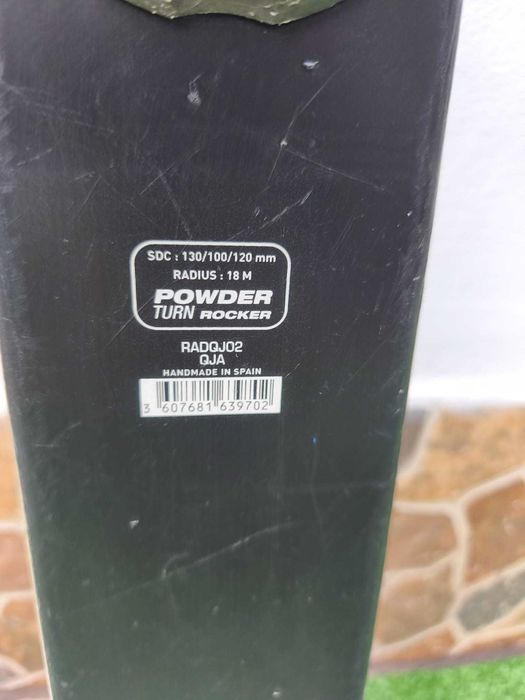 SDC : 130/100/120 mm
RADIUS : 18 M
POWDER
TURN ROCKER
RADQJ02
QJA
HANDMADE IN SPAIN
3 607681 639702